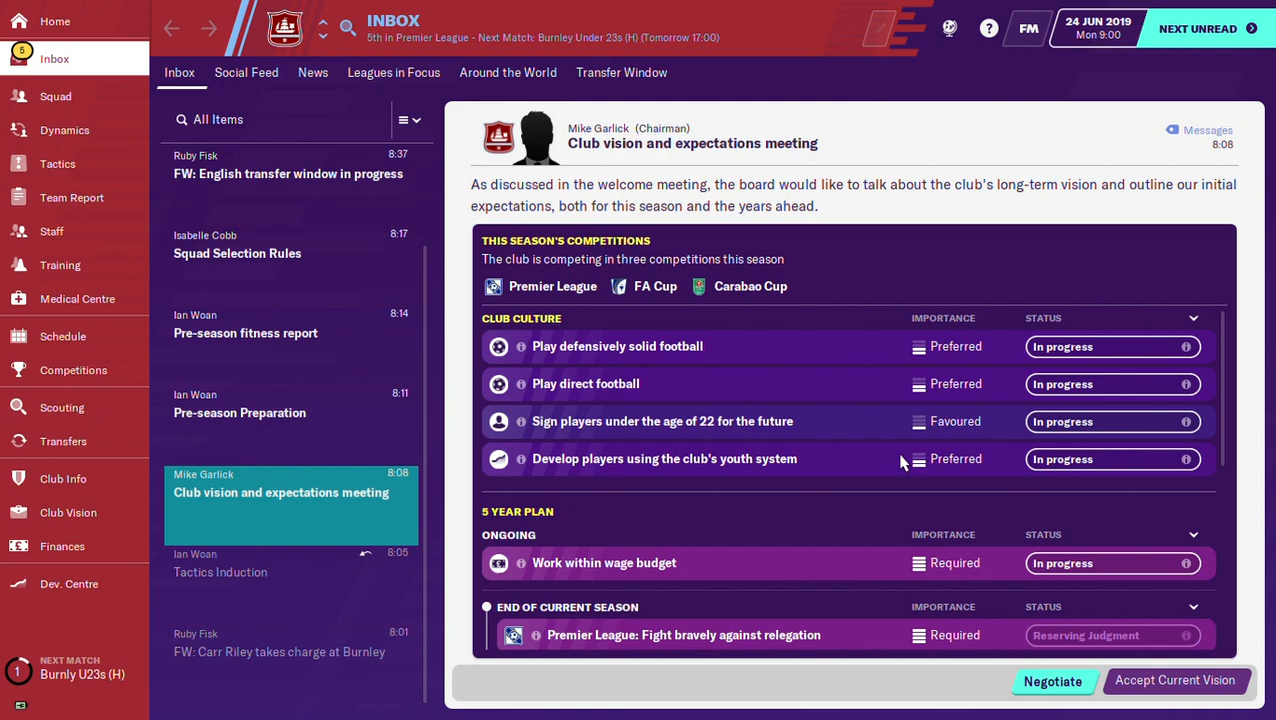 Home
5
Inbox
Squad
Dynamics
Tactics
Team Report
Staff
Training
Medical Centre
Schedule
Competitions
Scouting
Transfers
Club Info
Club Vision
Finances
Dev. Centre
1
NEXT MATCH
Burnly U23s (H)
INBOX
5th in Premier League - Next Match: Burnley Under 23s (H) (Tomorrow 17:00)
?
FM
24 JUN 2019
Mon 9:00
NEXT UNREAD
Inbox
Social Feed
News
Leagues in Focus
Around the World
Transfer Window
All Items
Ruby Fisk 8:37
FW: English transfer window in progress
Isabelle Cobb 8:17
Squad Selection Rules
Ian Woan 8:14
Pre-season fitness report
Ian Woan 8:11
Pre-season Preparation
Mike Garlick 8:08
Club vision and expectations meeting
Ian Woan 8:05
Tactics Induction
Ruby Fisk 8:01
FW: Carr Riley takes charge at Burnley
Mike Garlick (Chairman)
Club vision and expectations meeting
Messages
8:08
As discussed in the welcome meeting, the board would like to talk about the club's long-term vision and outline our initial
expectations, both for this season and the years ahead.
THIS SEASON'S COMPETITIONS
The club is competing in three competitions this season
Premier League FA Cup Carabao Cup
CLUB CULTURE IMPORTANCE STATUS
Play defensively solid football Preferred In progress
Play direct football Preferred In progress
Sign players under the age of 22 for the future Favoured In progress
Develop players using the club's youth system Preferred In progress
5 YEAR PLAN
ONGOING IMPORTANCE STATUS
Work within wage budget Required In progress
END OF CURRENT SEASON IMPORTANCE STATUS
Premier League: Fight bravely against relegation Required Reserving Judgment
Negotiate
Accept Current Vision